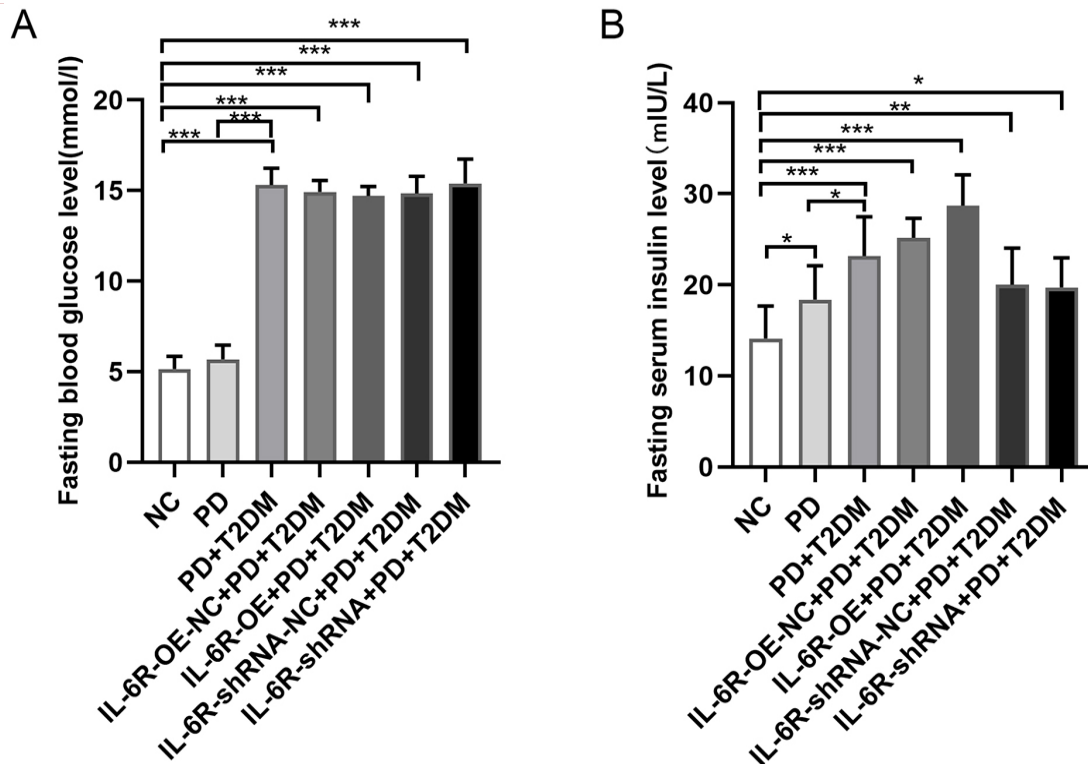 A
Fasting blood glucose level(mmol/l)
***
***
***
***
***
***
20
15
10
5
0
NC
PD
PD+T2DM
IL-6R-OE-NC+PD+T2DM
IL-6R-OE+PD+T2DM
IL-6R-shRNA-NC+PD+T2DM
IL-6R-shRNA+PD+T2DM
B
Fasting serum insulin level（mIU/L)
*
**
***
***
***
*
*
40
30
20
10
0
NC
PD
PD+T2DM
IL-6R-OE-NC+PD+T2DM
IL-6R-OE+PD+T2DM
IL-6R-shRNA-NC+PD+T2DM
IL-6R-shRNA+PD+T2DM